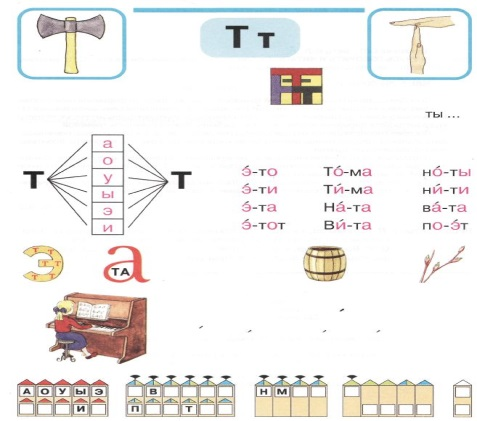 Т т
ты ...
Т а о у ы э и Т
э́-то То́-ма но́-ты
э́-ти Ти́-ма ни́-ти
э́-та На́-та ва́-та
э́-тот Ви́-та по-э́т
Э Т Т Т
а ТА
А О У Ы Э В Н М
И П Т